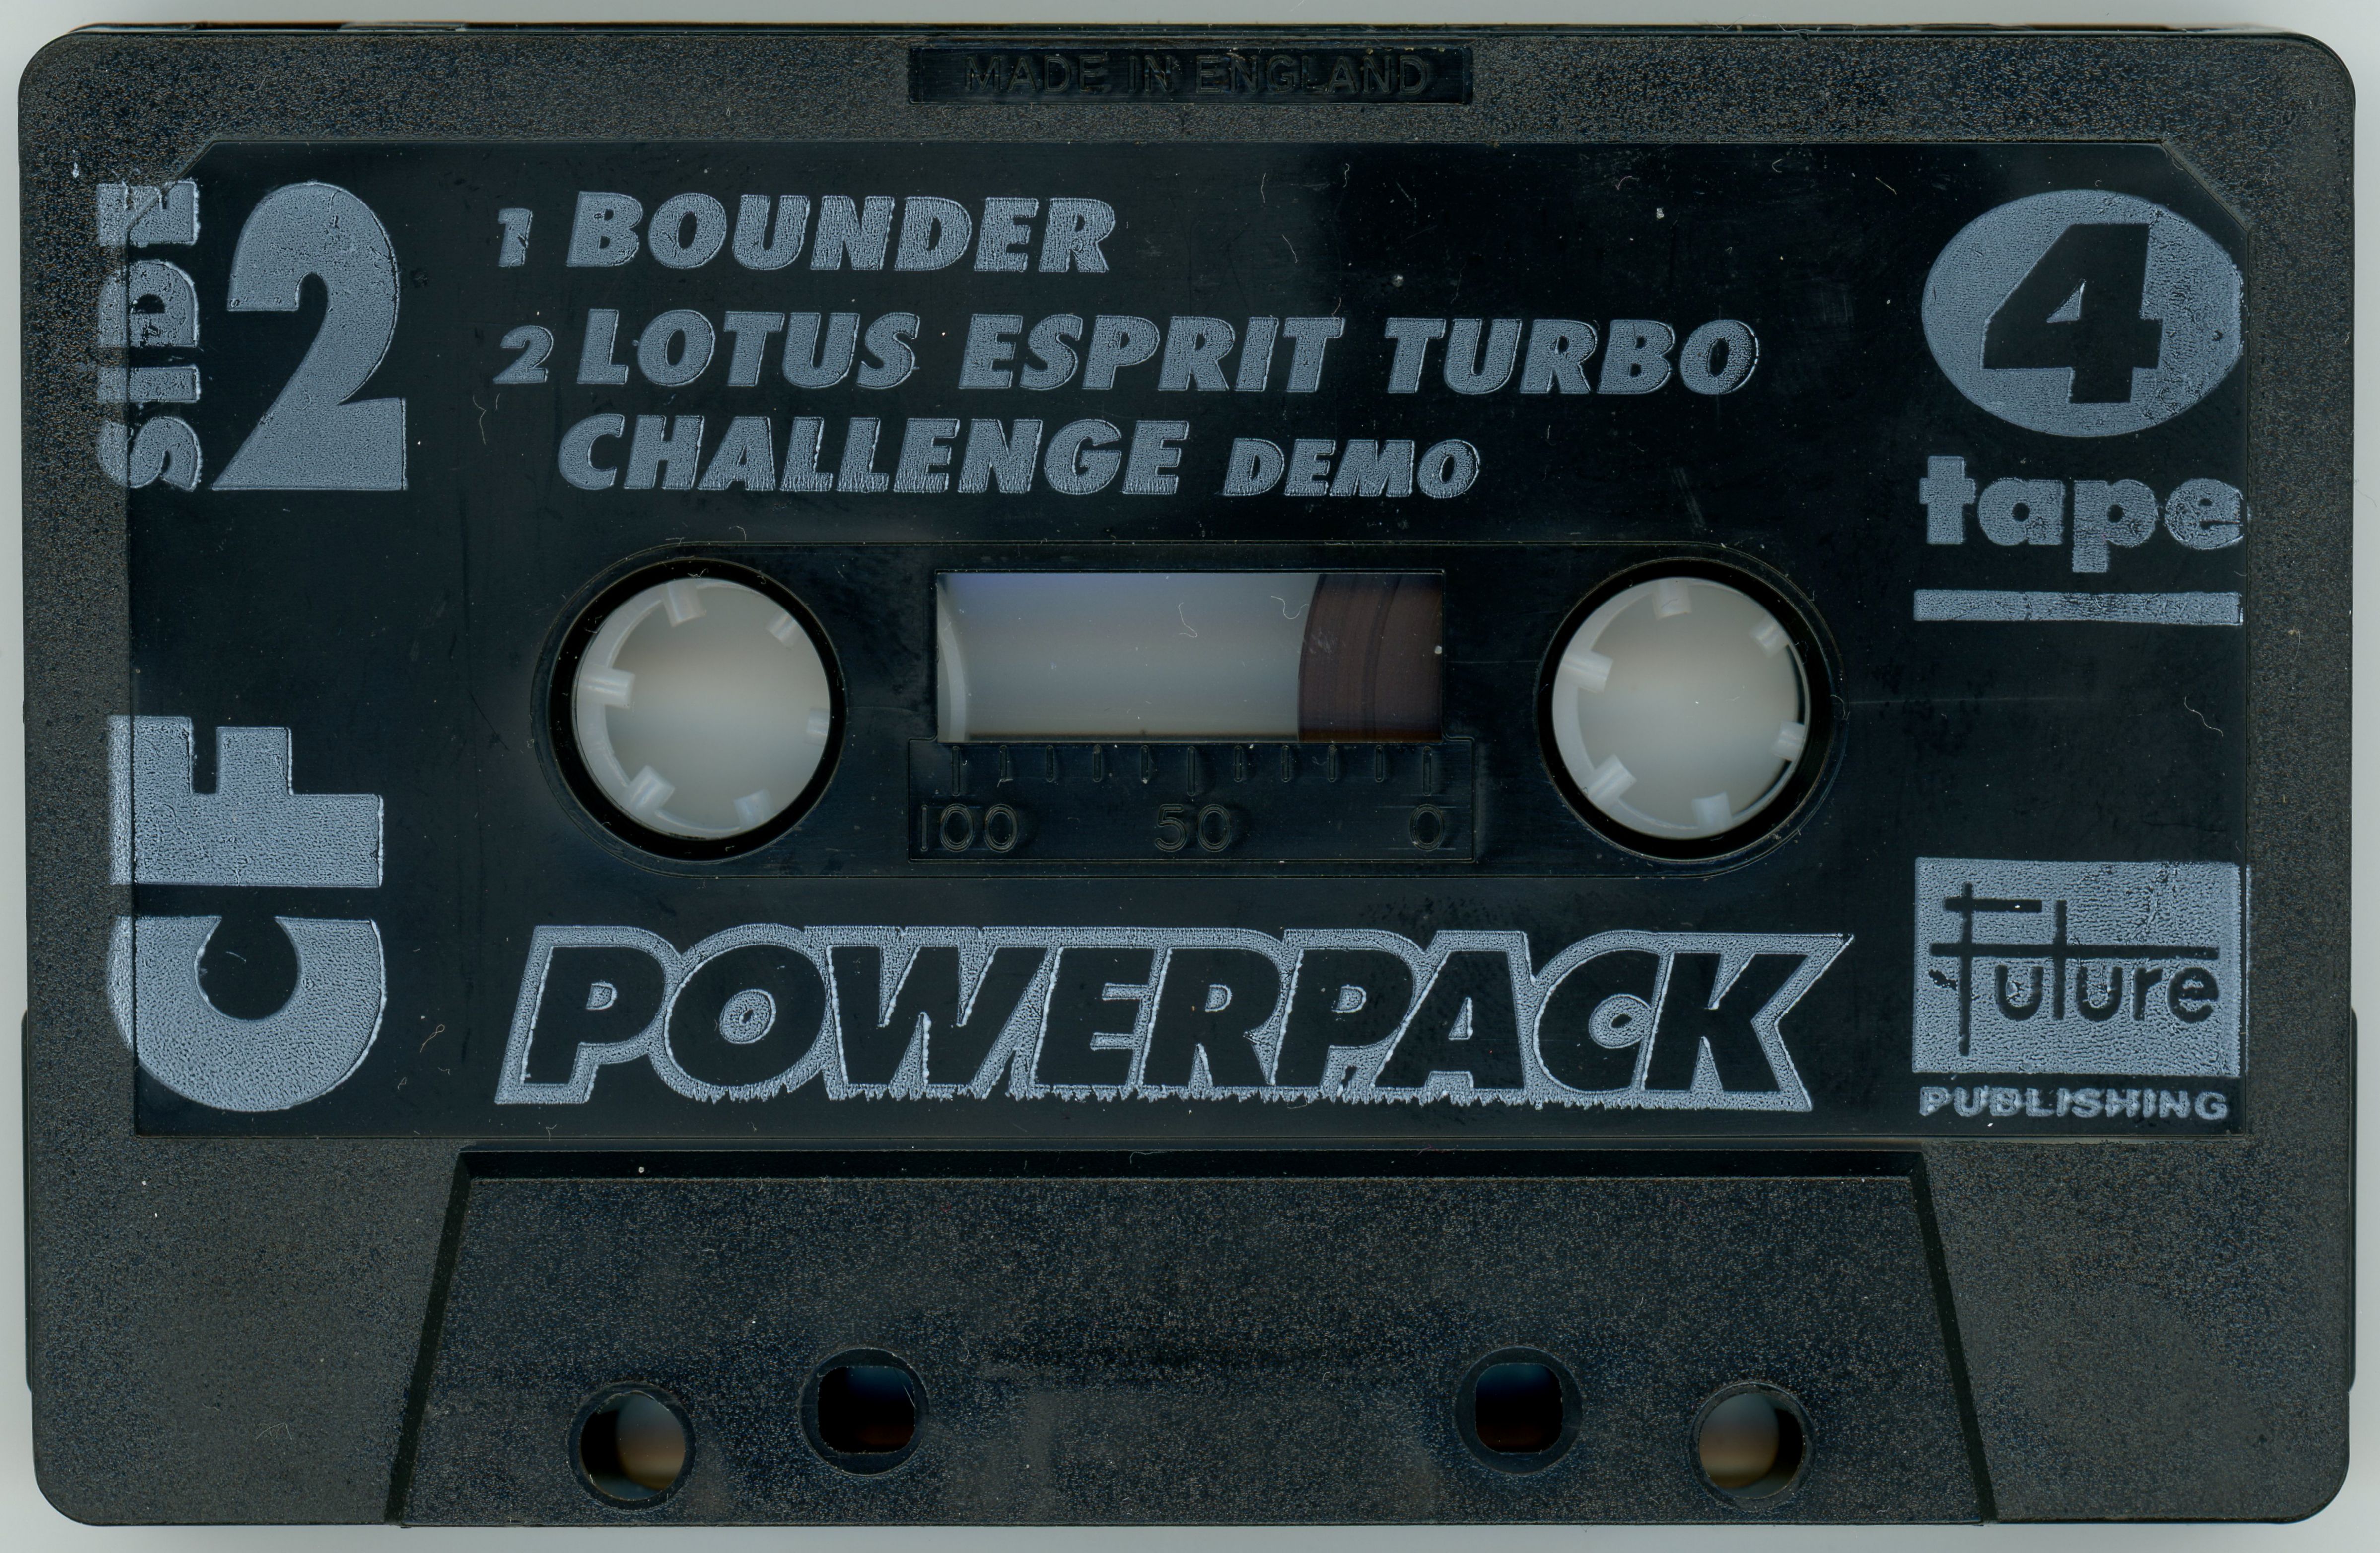 MADE IN ENGLAND
SIDE 2
1 BOUNDER
2 LOTUS ESPRIT TURBO
CHALLENGE DEMO
4
tape
100 50 0
CF
POWERPACK
Future
PUBLISHING